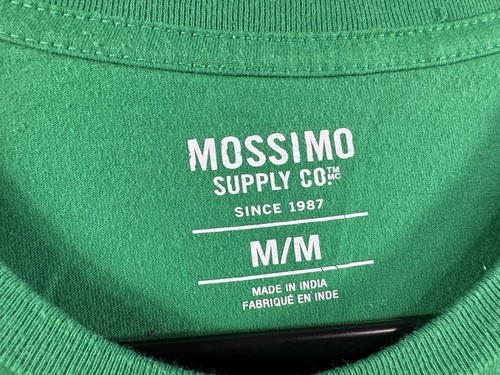 MOSSIMO
SUPPLY CO.™ MC
SINCE 1987
M/M
MADE IN INDIA
FABRIQUÉ EN INDE